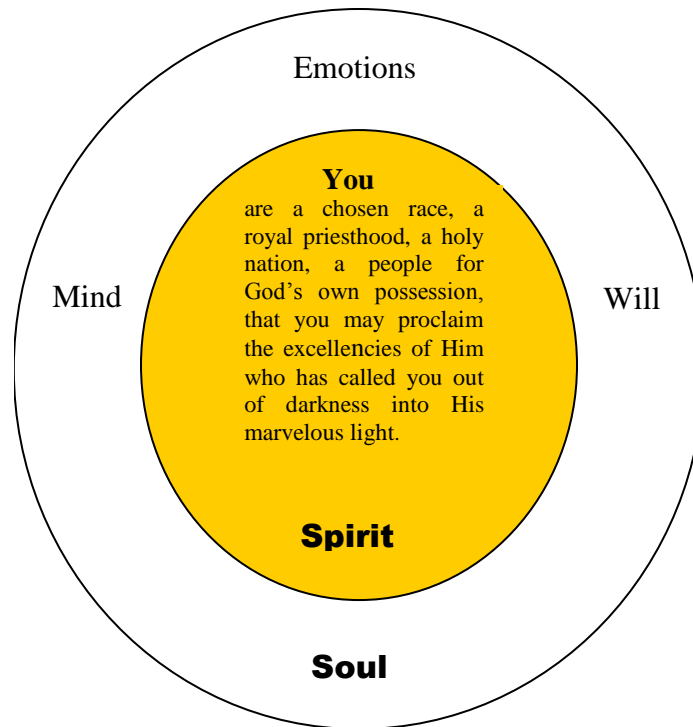 Emotions
You
are a chosen race, a
royal priesthood, a holy
nation, a people for
God's own possession,
that you may proclaim
the excellencies of Him
who has called you out
of darkness into His
marvelous light.
Mind
Will
Spirit
Soul